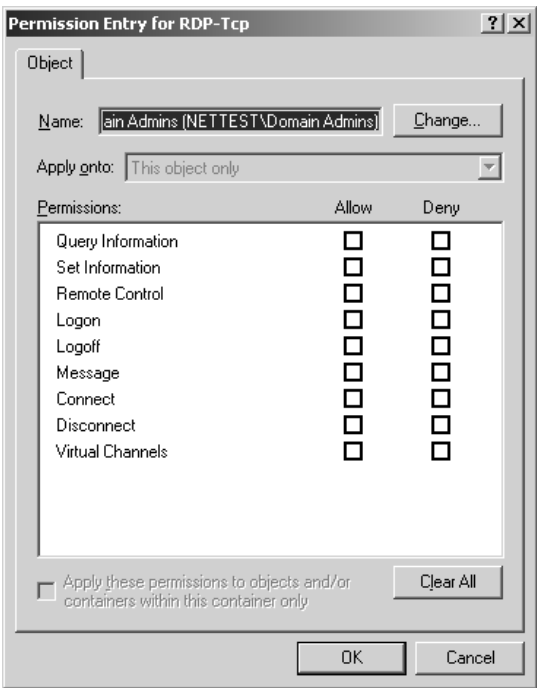 Permission Entry for RDP-Tcp
Object
Name: ain Admins (NETTEST\Domain Admins) Change...
Apply onto: This object only
Permissions: Allow Deny
Query Information
Set Information
Remote Control
Logon
Logoff
Message
Connect
Disconnect
Virtual Channels
Apply these permissions to objects and/or
containers within this container only
Clear All
OK Cancel